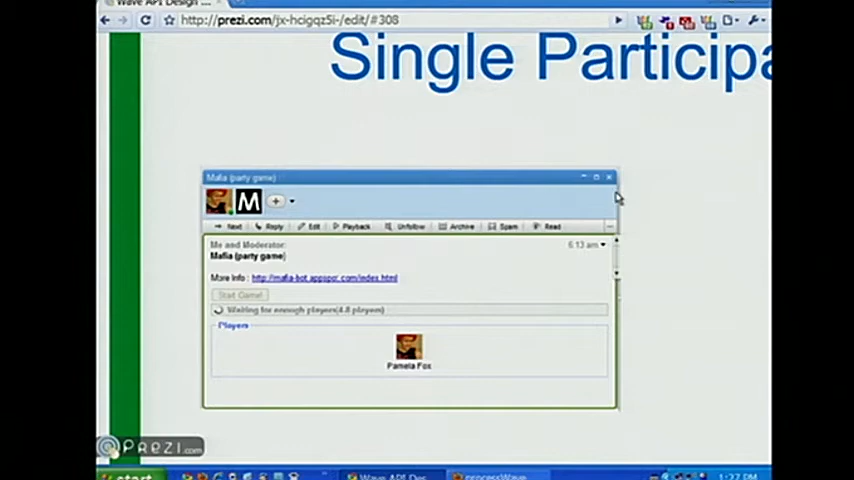 Wave API Design
http://prezi.com/jx-hcigqz5i-/edit/#308
Single Participa
Mafia (party game)
M
Next Reply Edit Playback Unfollow Archive Spam Read
Me and Moderator:
6:13 am
Mafia (party game)
More Info : http://mafia-bot.appspot.com/index.html
Start Game!
Waiting for enough players(4-8 players)
Players
Pamela Fox
PREZI.com
start
Wave API Des...
processWave
1:27 PM